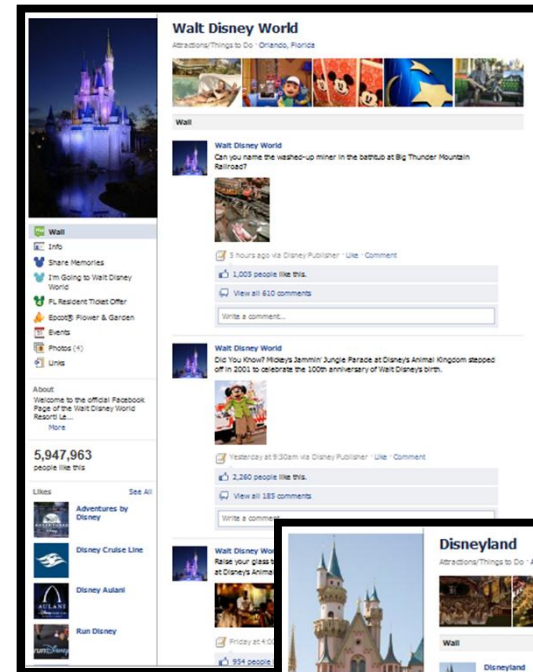 Walt Disney World
Attractions/Things to Do · Orlando, Florida
Wall
Walt Disney World
Can you name the washed-up miner in the bathtub at Big Thunder Mountain
Railroad?
5 hours ago via Disney Publisher · Like · Comment
1,005 people like this.
View all 610 comments
Write a comment...
Walt Disney World
Did You Know? Mickey's Jammin' Jungle Parade at Disney's Animal Kingdom stepped
off in 2001 to celebrate the 100th anniversary of Walt Disney's birth.
Yesterday at 9:30am via Disney Publisher · Like · Comment
2,260 people like this.
View all 185 comments
Write a comment
Walt Disney Wor
Raise your glass t
at Disney's Anima
Friday at 4:00
954 people
Wall
Info
Share Memories
I'm Going to Walt Disney
World
FL Resident Ticket Offer
Epcot® Flower & Garden
Events
Photos (4)
Links
About
Welcome to the official Facebook
Page of the Walt Disney World
Resort! Le...
More
5,947,963
people like this
Likes See All
Adventures by
Disney
Disney Cruise Line
Disney Aulani
AULANI
Run Disney
Disneyland
Attractions/Things to Do · A
Wall
Disneyland